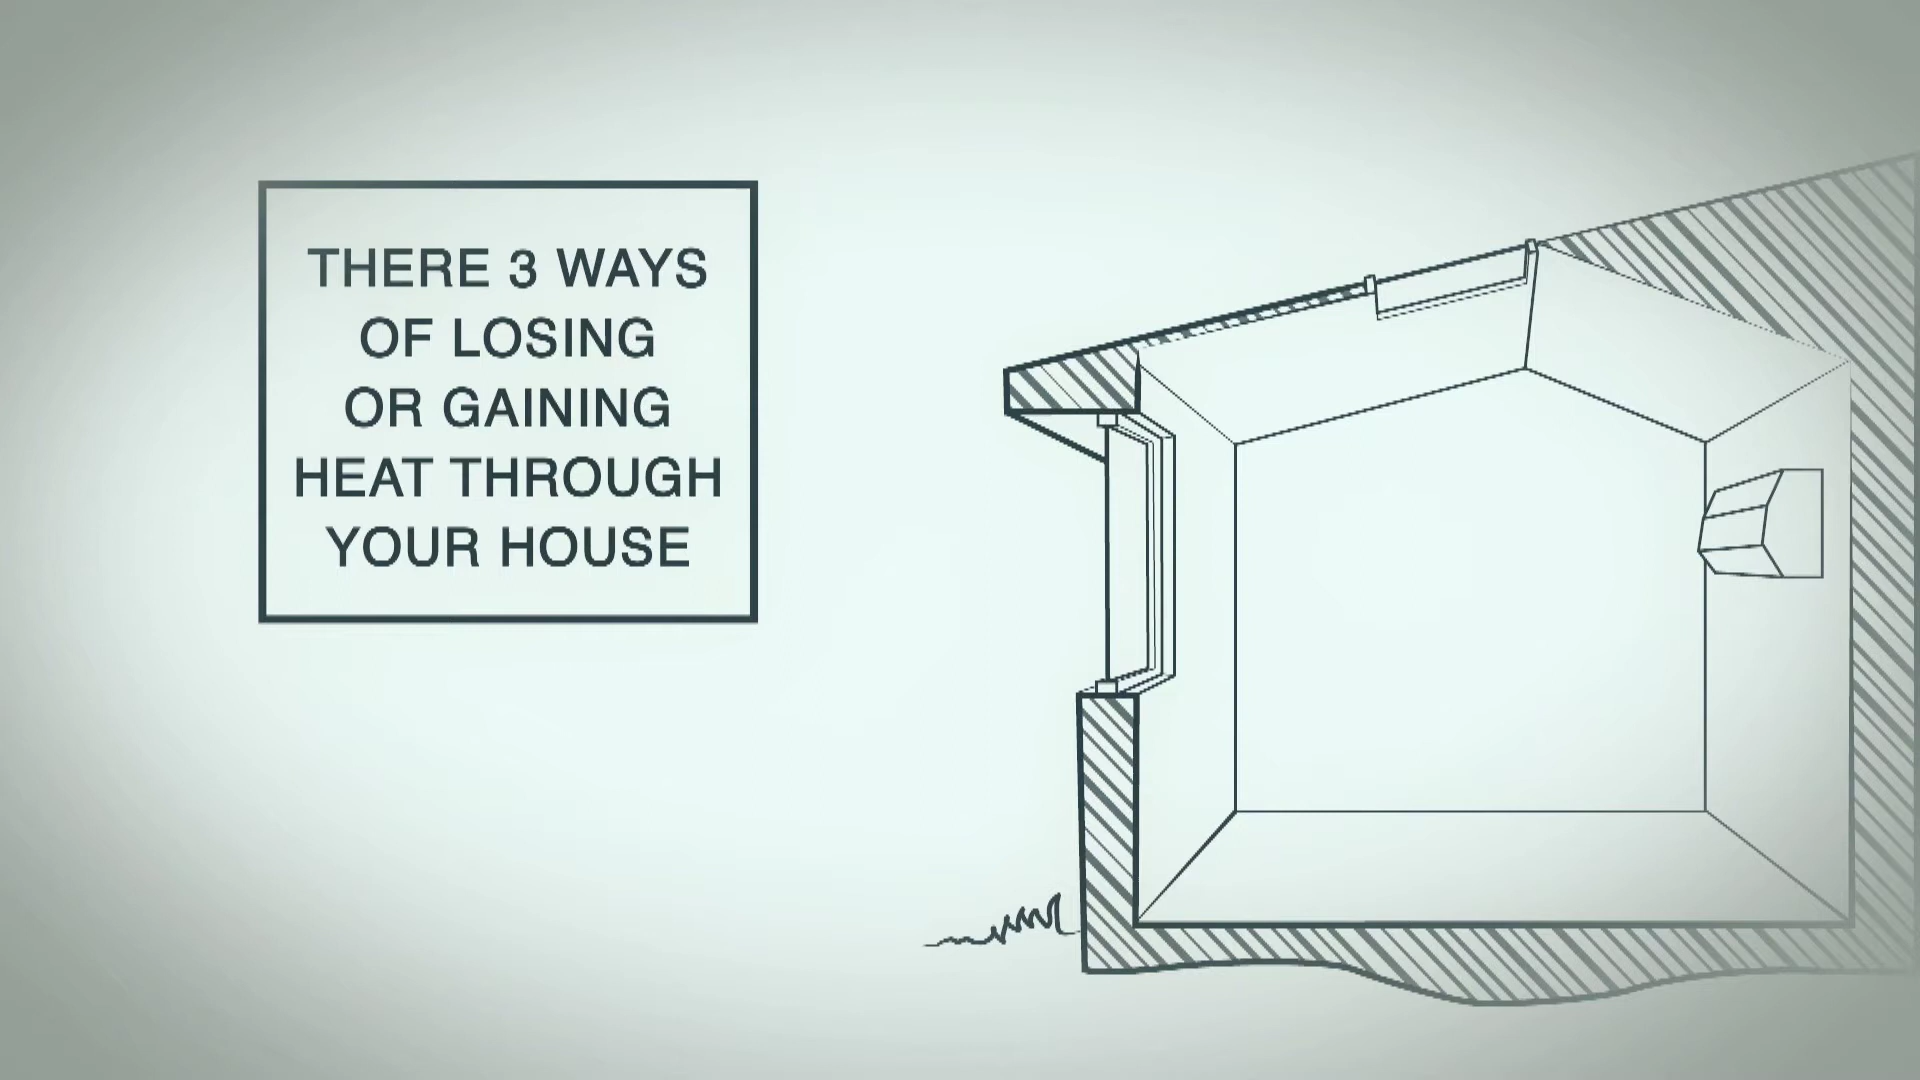 THERE 3 WAYS
OF LOSING
OR GAINING
HEAT THROUGH
YOUR HOUSE